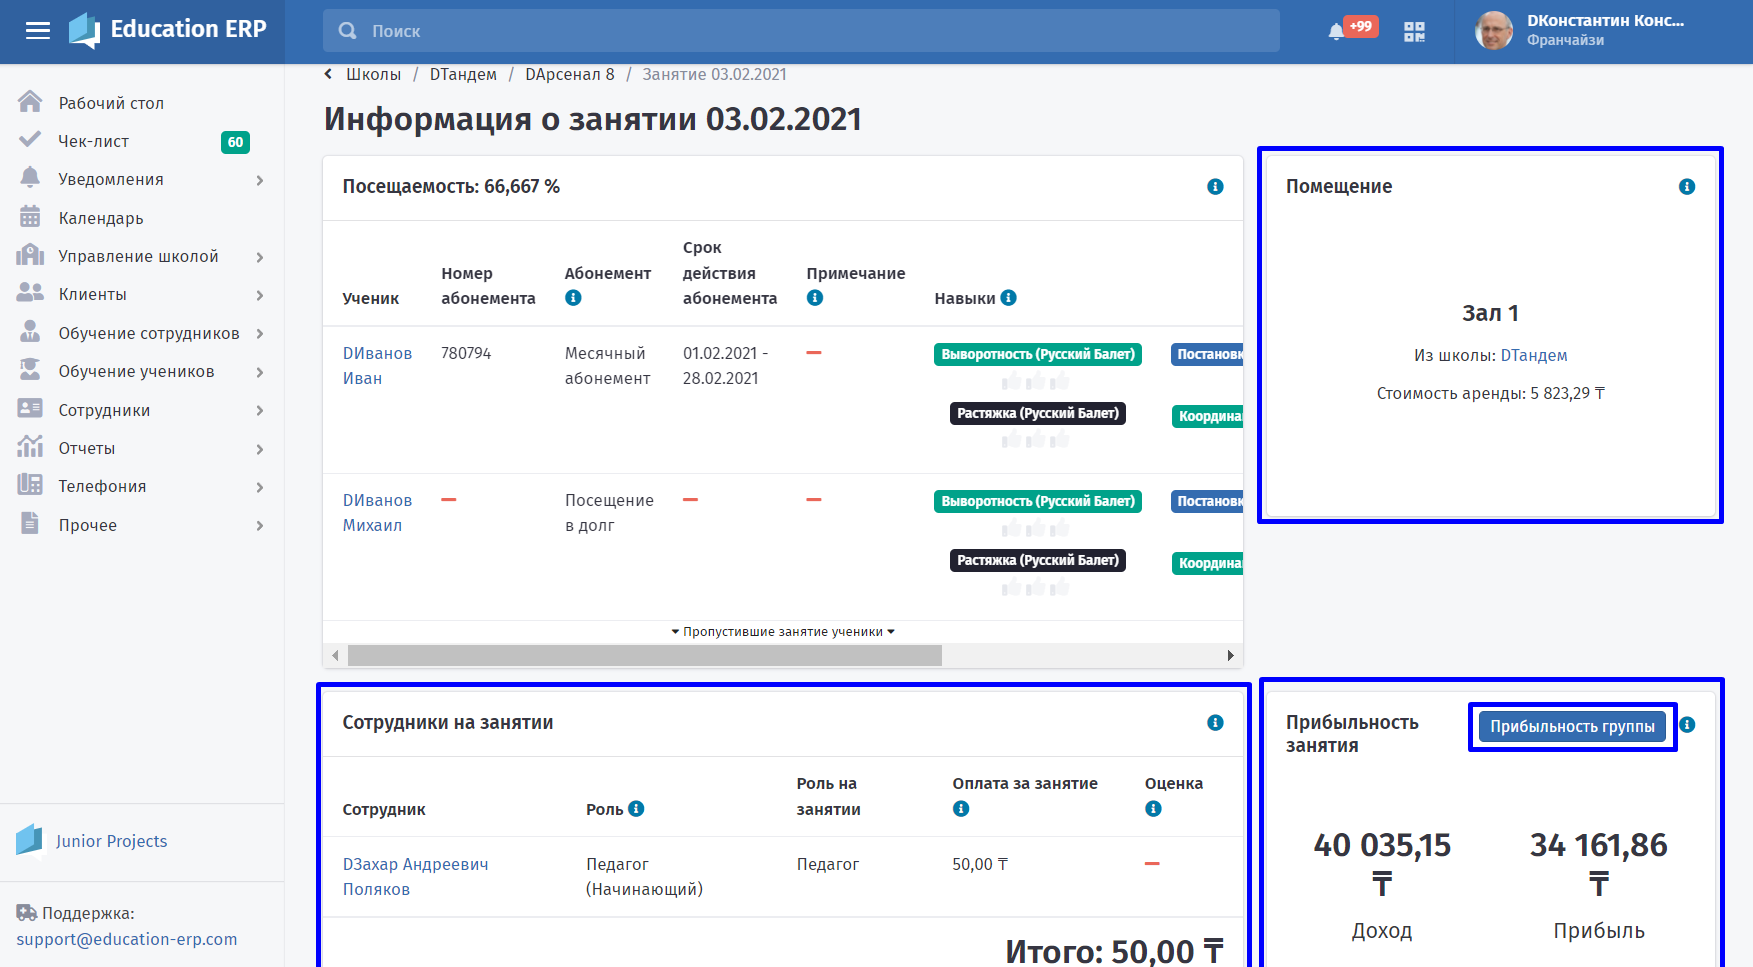 Education ERP
Поиск
+99
DКонстантин Конс...
Франчайзи
Рабочий стол
Чек-лист
60
Уведомления
Календарь
Управление школой
Клиенты
Обучение сотрудников
Обучение учеников
Сотрудники
Отчеты
Телефония
Прочее
Junior Projects
Поддержка:
support@education-erp.com
Школы / DТандем / DАрсенал 8 / Занятие 03.02.2021
Информация о занятии 03.02.2021
Посещаемость: 66,667 %
Ученик
Номер
абонемента
Абонемент
Срок
действия
абонемента
Примечание
Навыки
DИванов
Иван
780794
Месячный
абонемент
01.02.2021 -
28.02.2021
Выворотность (Русский Балет)
Постановк
Растяжка (Русский Балет)
Координа
DИванов
Михаил
Посещение
в долг
Выворотность (Русский Балет)
Постановк
Растяжка (Русский Балет)
Координа
Пропустившие занятие ученики
Помещение
Зал 1
Из школы: DТандем
Стоимость аренды: 5 823,29 ₸
Сотрудники на занятии
Сотрудник
Роль
Роль на
занятии
Оплата за занятие
Оценка
DЗахар Андреевич
Поляков
Педагог
(Начинающий)
Педагог
50,00 ₸
Итого: 50,00 ₸
Прибыльность
занятия
Прибыльность группы
40 035,15
₸
Доход
34 161,86
₸
Прибыль